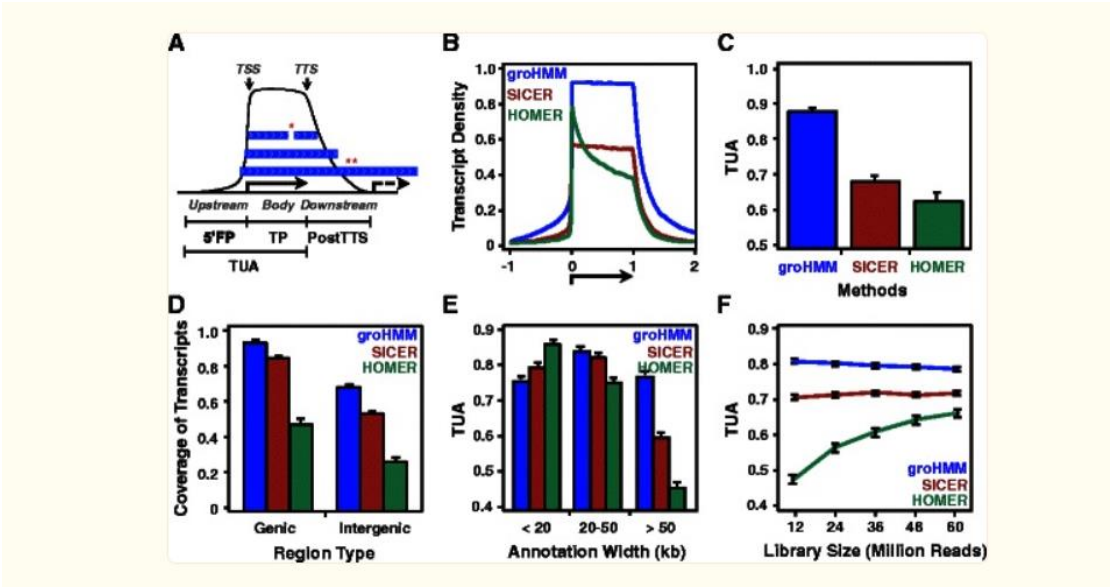 A
TSS TTS
*
**
Upstream Body Downstream
5'FP TP PostTTS
TUA
B
Transcript Density
1.0
0.8
0.6
0.4
0.2
0
groHMM
SICER
HOMER
-1 0 1 2
C
TUA
1.0
0.9
0.8
0.7
0.6
0.5
groHMM SICER HOMER
Methods
D
Coverage of Transcripts
1.0
0.8
0.6
0.4
0.2
0
groHMM
SICER
HOMER
Genic Intergenic
Region Type
E
TUA
0.9
0.8
0.7
0.6
0.5
0.4
groHMM
SICER
HOMER
< 20 20-50 > 50
Annotation Width (kb)
F
TUA
0.9
0.8
0.7
0.6
0.5
0.4
groHMM
SICER
HOMER
12 24 36 48 60
Library Size (Million Reads)